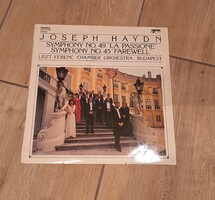 JOSEPH HAYDN
SYMPHONY NO. 49 "LA PASSIONE"
SYMPHONY NO. 45 "FAREWELL"
LISZT FERENC CHAMBER ORCHESTRA, BUDAPEST